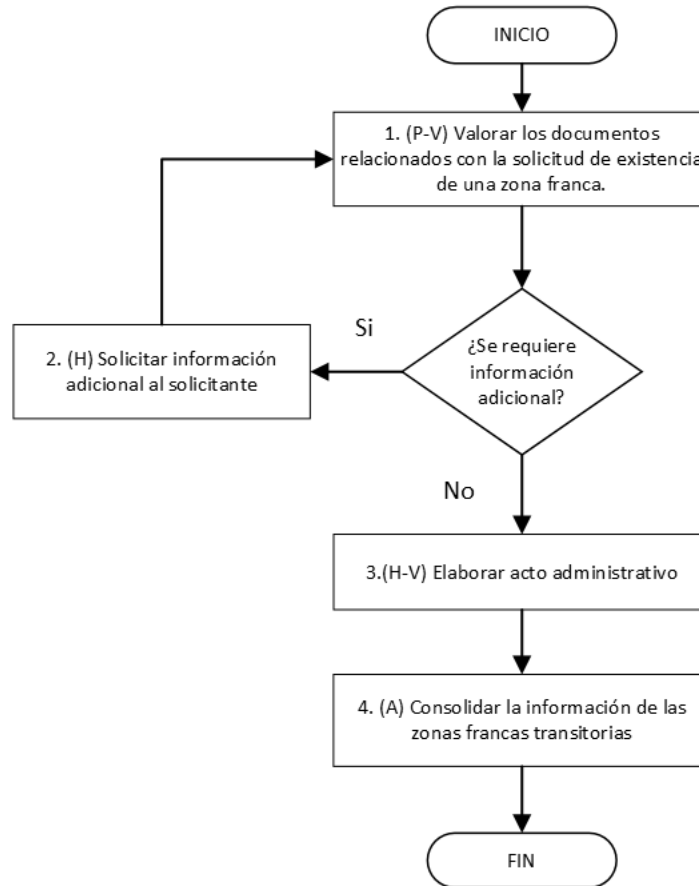 INICIO
1. (P-V) Valorar los documentos
relacionados con la solicitud de existencia
de una zona franca.
Si
¿Se requiere
información
adicional?
2. (H) Solicitar información
adicional al solicitante
No
3.(H-V) Elaborar acto administrativo
4. (A) Consolidar la información de las
zonas francas transitorias
FIN